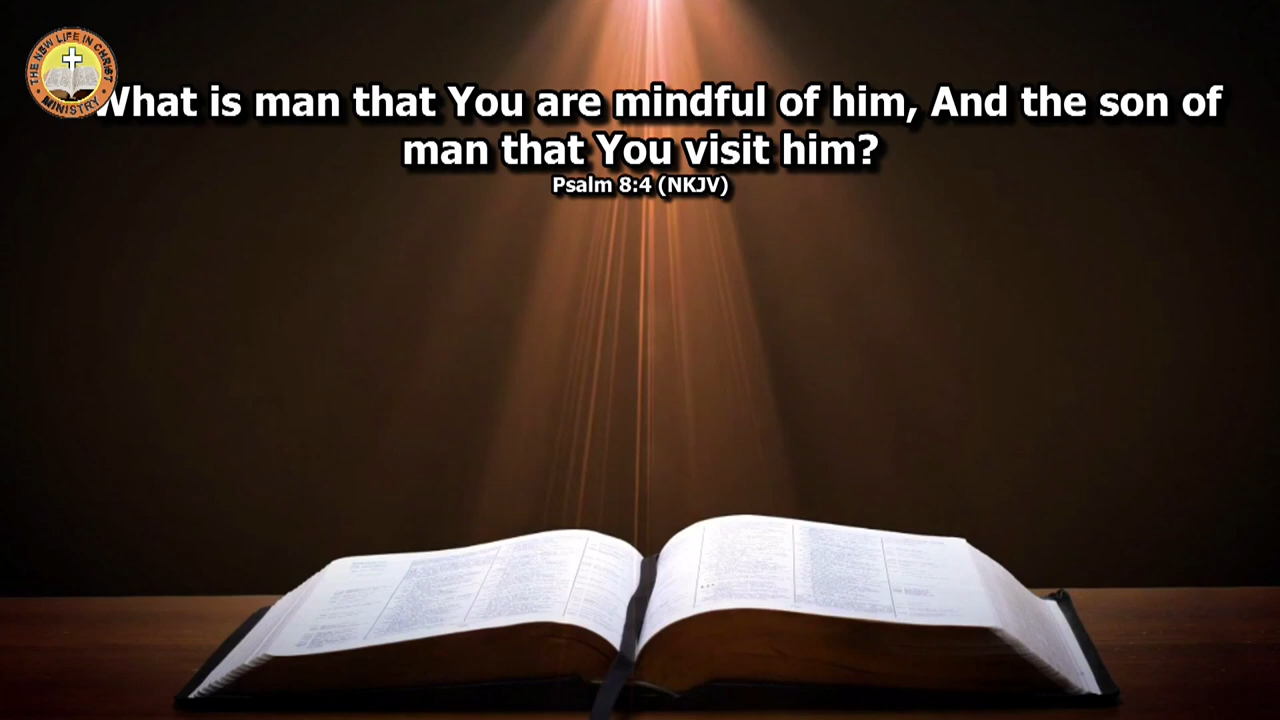 THE NEW LIFE IN CHRIST
MINISTRY
What is man that You are mindful of him, And the son of
man that You visit him?
Psalm 8:4 (NKJV)